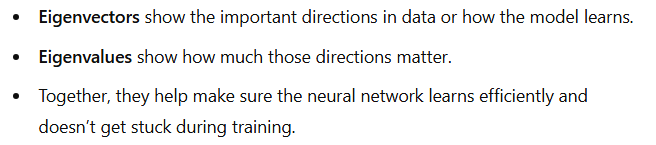 • Eigenvectors show the important directions in data or how the model learns.
• Eigenvalues show how much those directions matter.
• Together, they help make sure the neural network learns efficiently and
doesn’t get stuck during training.